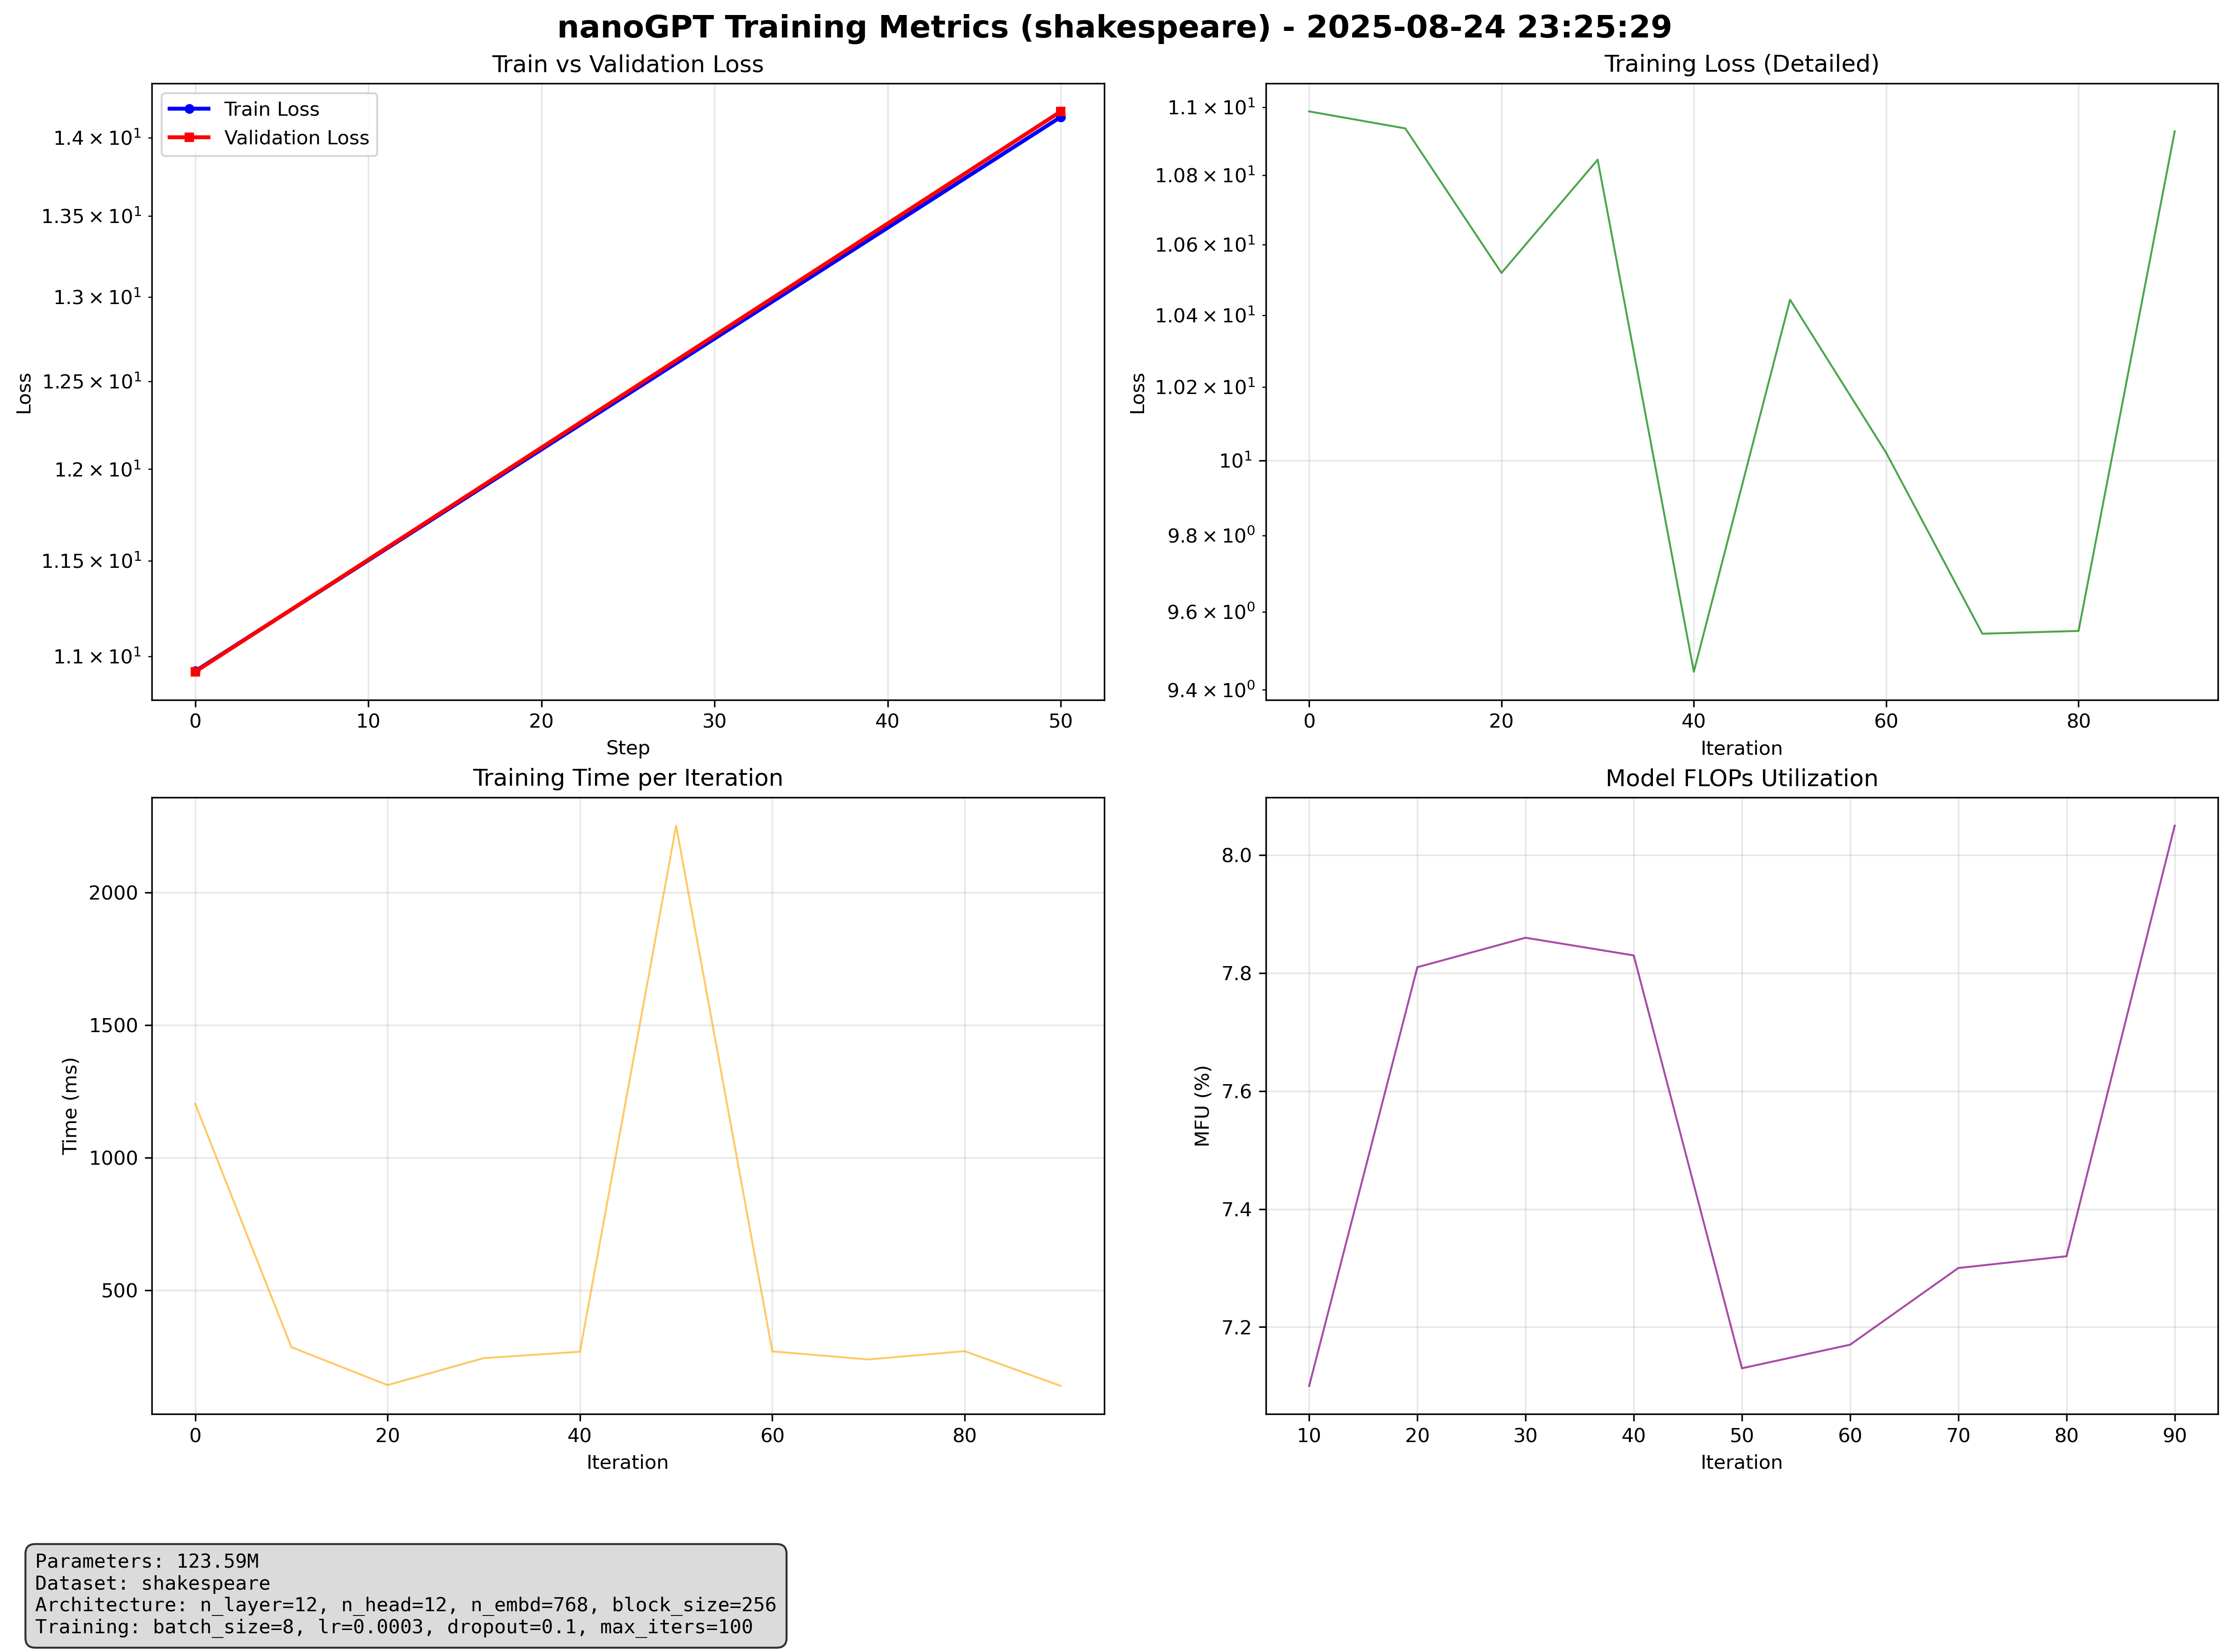 nanoGPT Training Metrics (shakespeare) - 2025-08-24 23:25:29
Train vs Validation Loss
Train Loss
Validation Loss
1.4 × 10¹
1.35 × 10¹
1.3 × 10¹
1.25 × 10¹
1.2 × 10¹
1.15 × 10¹
1.1 × 10¹
Loss
0 10 20 30 40 50
Step
Training Loss (Detailed)
1.1 × 10¹
1.08 × 10¹
1.06 × 10¹
1.04 × 10¹
1.02 × 10¹
10¹
9.8 × 10⁰
9.6 × 10⁰
9.4 × 10⁰
Loss
0 20 40 60 80
Iteration
Training Time per Iteration
2000
1500
1000
500
Time (ms)
0 20 40 60 80
Iteration
Model FLOPs Utilization
8.0
7.8
7.6
7.4
7.2
MFU (%)
10 20 30 40 50 60 70 80 90
Iteration
Parameters: 123.59M
Dataset: shakespeare
Architecture: n_layer=12, n_head=12, n_embd=768, block_size=256
Training: batch_size=8, lr=0.0003, dropout=0.1, max_iters=100